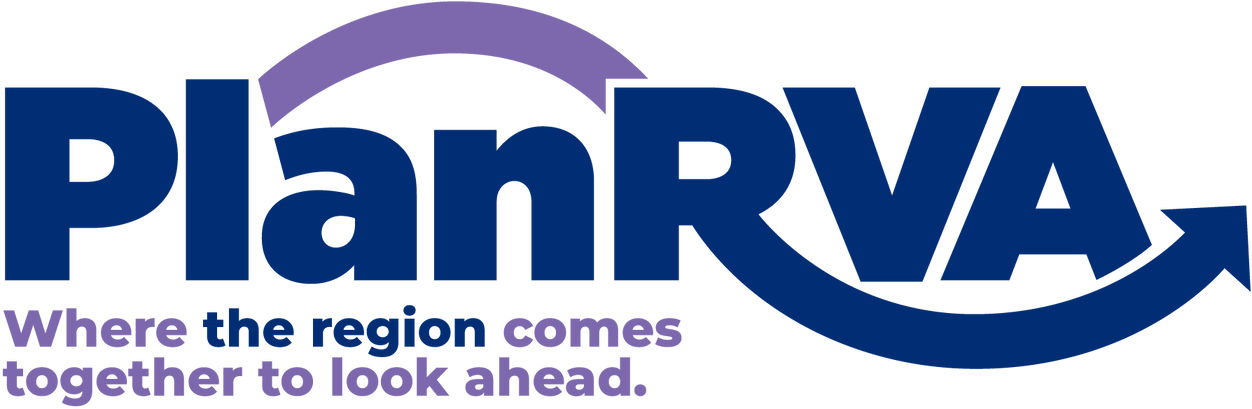 PlanRVA
Where the region comes
together to look ahead.